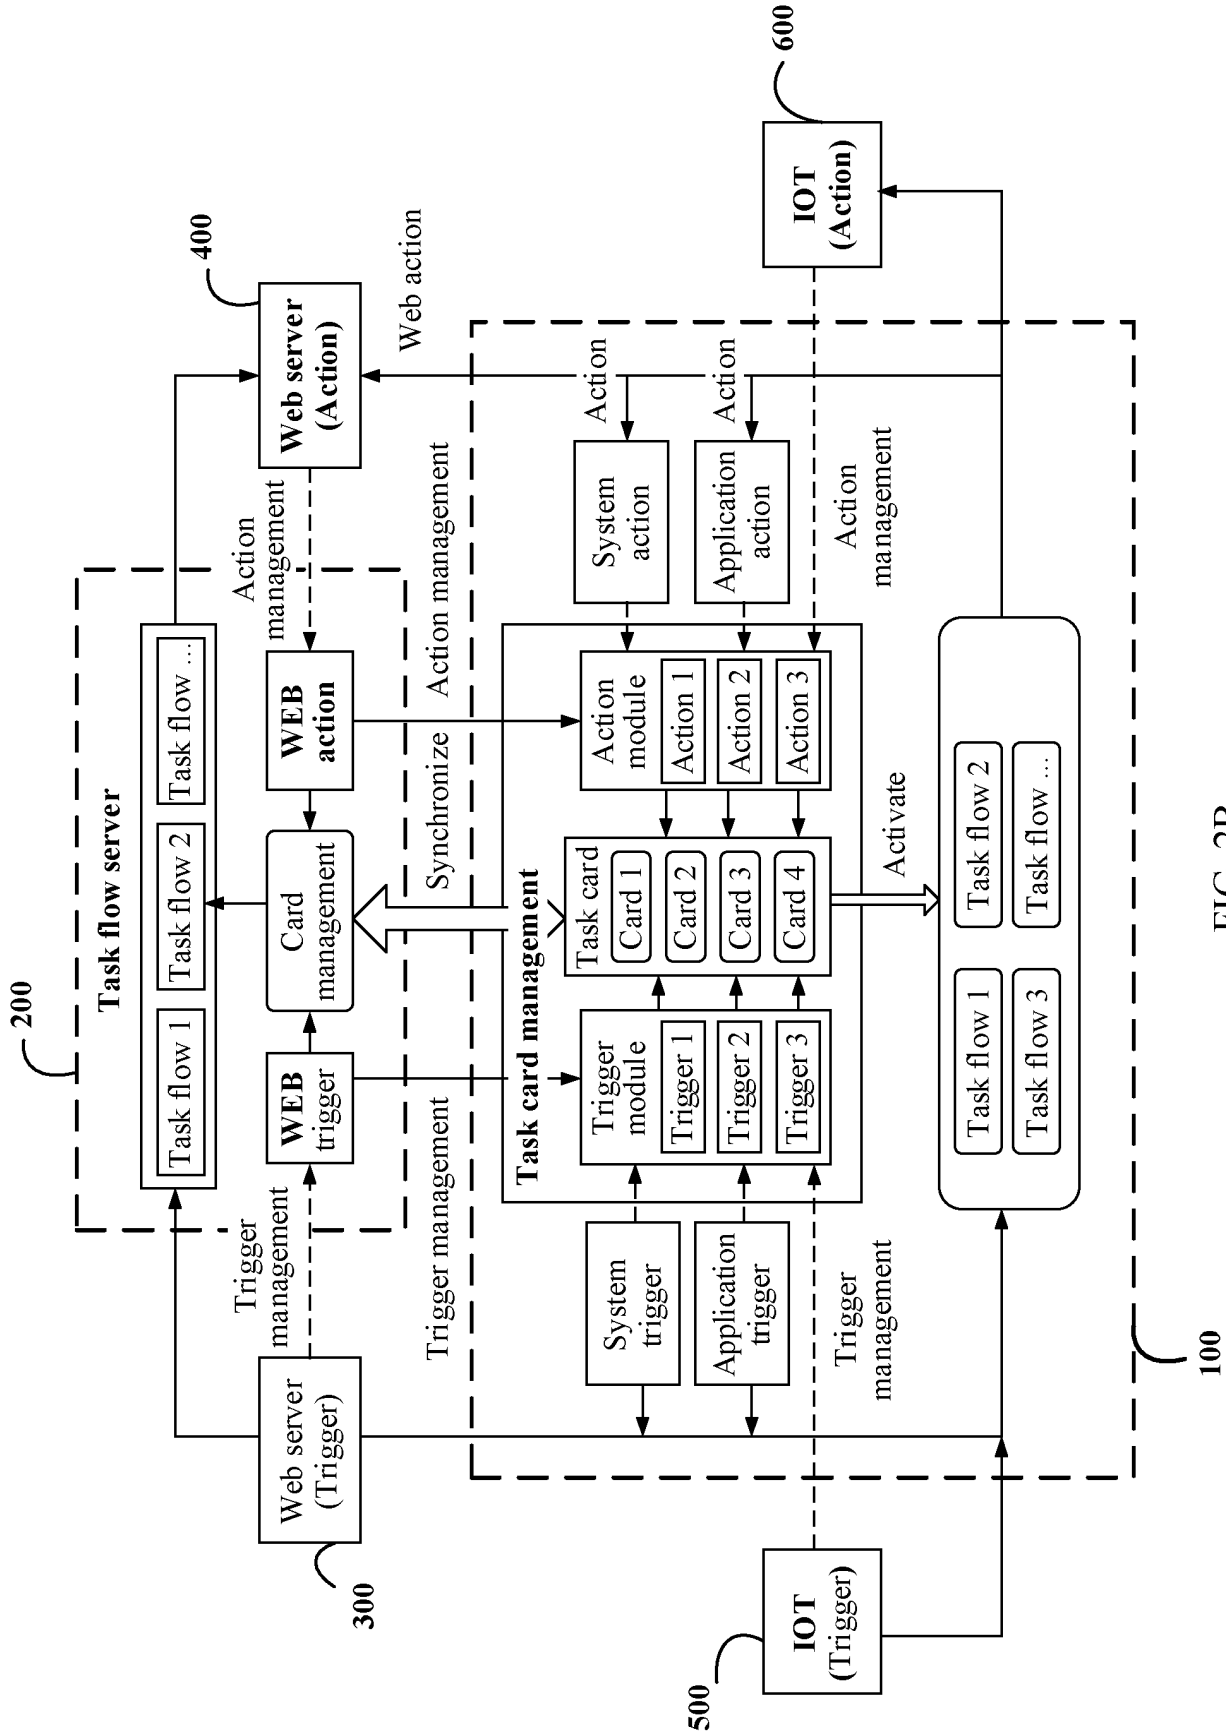 200
Task flow server
Task flow 1
Task flow 2
Task flow ...
400
Web server
(Action)
Web server
(Trigger)
300
Trigger
management
WEB
trigger
Card
management
WEB
action
Action
management
Web action
Trigger management
Synchronize
Action management
Task card management
System
trigger
Application
trigger
Trigger
module
Trigger 1
Trigger 2
Trigger 3
Task card
Card 1
Card 2
Card 3
Card 4
Action
module
Action 1
Action 2
Action 3
System
action
Application
action
Action
Action
600
IOT
(Action)
500
IOT
(Trigger)
Trigger
management
Activate
Action
management
Task flow 1
Task flow 2
Task flow 3
Task flow ...
100